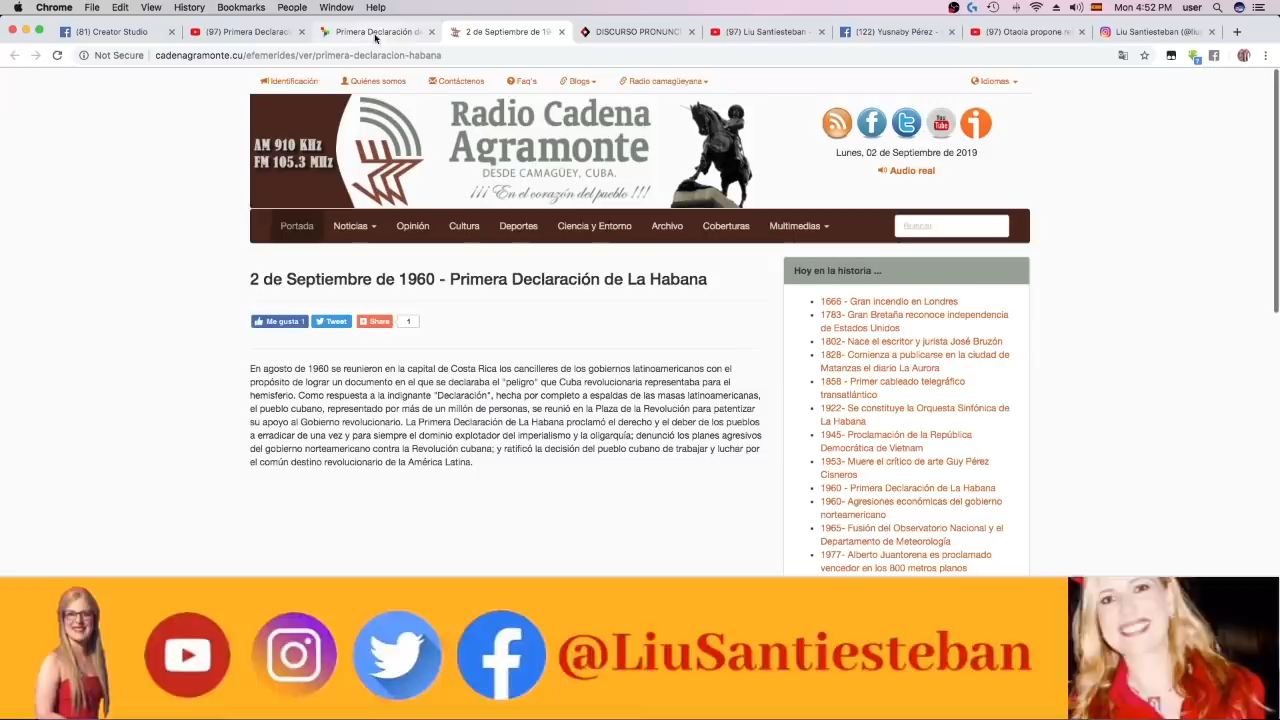 Chrome File Edit View History Bookmarks People Window Help
Mon 4:52 PM user
(81) Creator Studio
(97) Primera Declarac
Primera Declaración de
2 de Septiembre de 19
DISCURSO PRONUNC
(97) Liu Santiesteban -
(122) Yusnaby Pérez -
(97) Otaola propone re
Liu Santiesteban (@liu
Not Secure cadenagramonte.cu/efemerides/ver/primera-declaracion-habana
Identificación Quiénes somos Contáctenos Faq's Blogs Radio camagüeyana Idiomas
AM 910 KHz
FM 105.3 MHz
Radio Cadena
Agramonte
DESDE CAMAGÜEY, CUBA.
¡¡¡ En el corazón del pueblo !!!
You
Tube
Lunes, 02 de Septiembre de 2019
Audio real
Portada Noticias Opinión Cultura Deportes Ciencia y Entorno Archivo Coberturas Multimedias Buscar
2 de Septiembre de 1960 - Primera Declaración de La Habana
Me gusta 1 Tweet Share 1
En agosto de 1960 se reunieron en la capital de Costa Rica los cancilleres de los gobiernos latinoamericanos con el
propósito de lograr un documento en el que se declaraba el "peligro" que Cuba revolucionaria representaba para el
hemisferio. Como respuesta a la indignante "Declaración", hecha por completo a espaldas de las masas latinoamericanas,
el pueblo cubano, representado por más de un millón de personas, se reunió en la Plaza de la Revolución para patentizar
su apoyo al Gobierno revolucionario. La Primera Declaración de La Habana proclamó el derecho y el deber de los pueblos
a erradicar de una vez y para siempre el dominio explotador del imperialismo y la oligarquía; denunció los planes agresivos
del gobierno norteamericano contra la Revolución cubana; y ratificó la decisión del pueblo cubano de trabajar y luchar por
el común destino revolucionario de la América Latina.
Hoy en la historia ...
1666 - Gran incendio en Londres
1783- Gran Bretaña reconoce independencia
de Estados Unidos
1802- Nace el escritor y jurista José Bruzón
1828- Comienza a publicarse en la ciudad de
Matanzas el diario La Aurora
1858 - Primer cableado telegráfico
transatlántico
1922- Se constituye la Orquesta Sinfónica de
La Habana
1945- Proclamación de la República
Democrática de Vietnam
1953- Muere el crítico de arte Guy Pérez
Cisneros
1960 - Primera Declaración de La Habana
1960- Agresiones económicas del gobierno
norteamericano
1965- Fusión del Observatorio Nacional y el
Departamento de Meteorología
1977- Alberto Juantorena es proclamado
vencedor en los 800 metros planos
@LiuSantiesteban